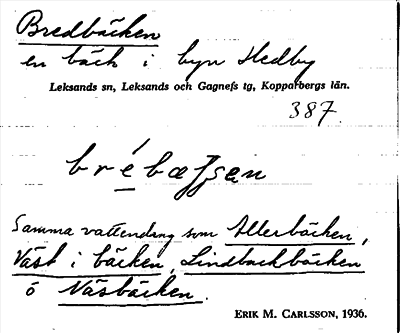 Bredbäcken
en bäck i byn Hedby
Leksands sn, Leksands och Gagnefs tg, Kopparbergs län.
387.
Samma vattendrag som Allerbäcken,
Väst i bäcken, Lindbackbäcken
o Näsbäcken.
ERIK M. CARLSSON, 1936.